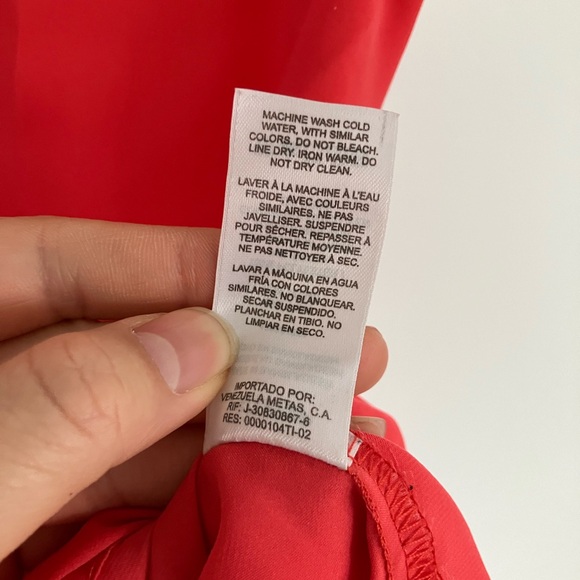 MACHINE WASH COLD
WATER, WITH SIMILAR
COLORS. DO NOT BLEACH.
LINE DRY. IRON WARM. DO
NOT DRY CLEAN.
LAVER À LA MACHINE À L'EAU
FROIDE, AVEC COULEURS
SIMILAIRES. NE PAS
JAVELLISER. SUSPENDRE
POUR SÉCHER. REPASSER À
TEMPÉRATURE MOYENNE.
NE PAS NETTOYER À SEC.
LAVAR A MÁQUINA EN AGUA
FRÍA CON COLORES
SIMILARES. NO BLANQUEAR.
SECAR SUSPENDIDO.
PLANCHAR EN TIBIO. NO
LIMPIAR EN SECO.
IMPORTADO POR:
VENEZUELA METAS, C.A.
RIF: J-30830867-6
RES: 0000104TI-02